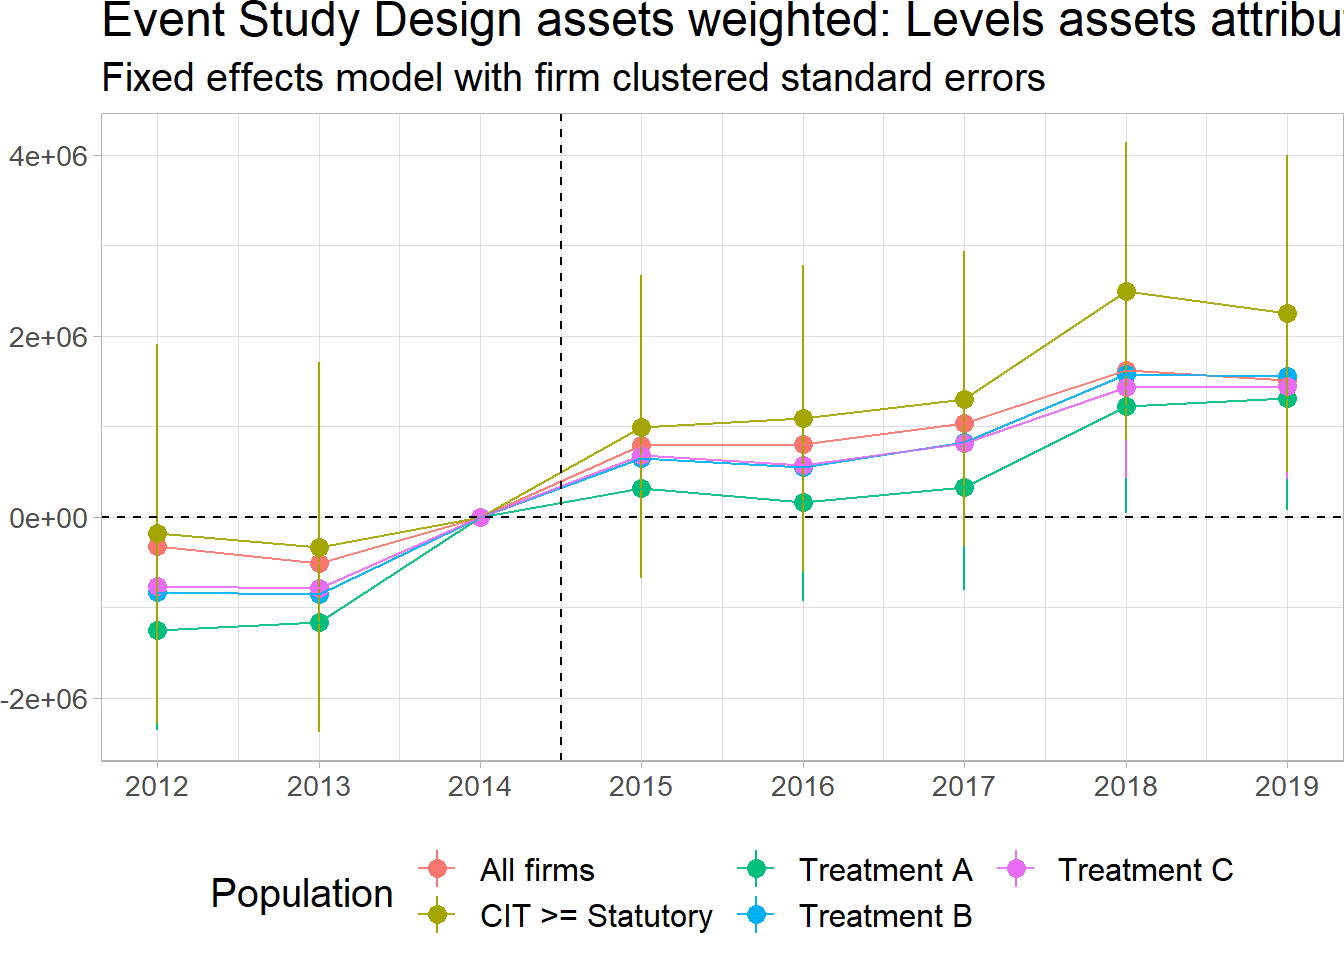 Event Study Design assets weighted: Levels assets attribu
Fixed effects model with firm clustered standard errors
4e+06
2e+06
0e+00
-2e+06
2012 2013 2014 2015 2016 2017 2018 2019
Population
All firms
CIT >= Statutory
Treatment A
Treatment B
Treatment C